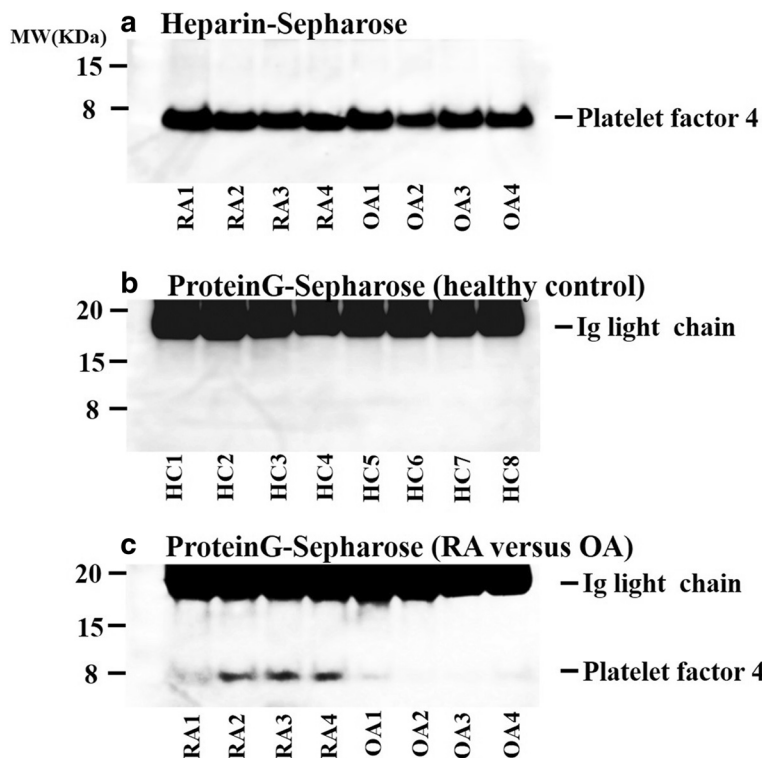 a Heparin-Sepharose
MW(KDa)
15
8
Platelet factor 4
RA1 RA2 RA3 RA4 OA1 OA2 OA3 OA4
b ProteinG-Sepharose (healthy control)
20
Ig light chain
15
8
HC1 HC2 HC3 HC4 HC5 HC6 HC7 HC8
c ProteinG-Sepharose (RA versus OA)
20
Ig light chain
15
8
Platelet factor 4
RA1 RA2 RA3 RA4 OA1 OA2 OA3 OA4